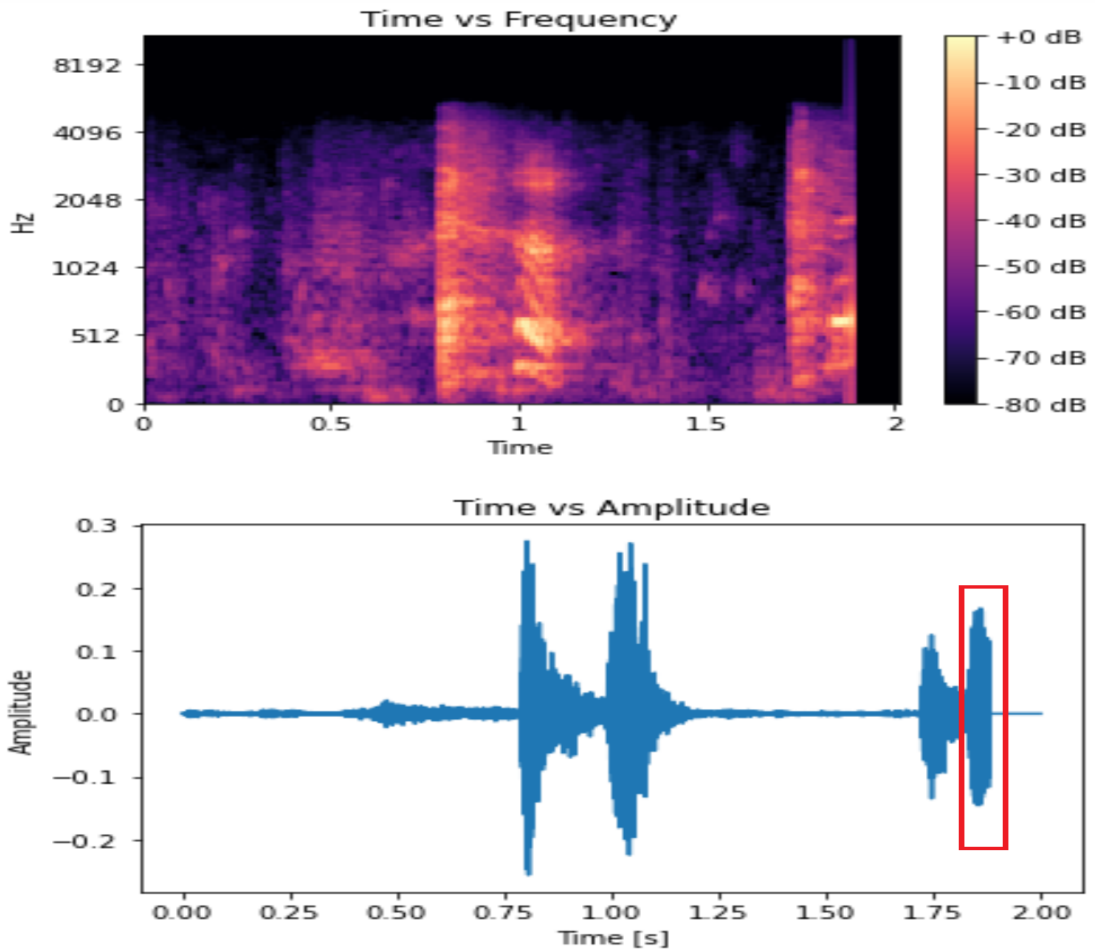 Time vs Frequency
8192
4096
2048
1024
512
0
Hz
0
0.5
1
1.5
2
Time
+0 dB
-10 dB
-20 dB
-30 dB
-40 dB
-50 dB
-60 dB
-70 dB
-80 dB
Time vs Amplitude
0.3
0.2
0.1
0.0
−0.1
−0.2
Amplitude
0.00
0.25
0.50
0.75
1.00
1.25
1.50
1.75
2.00
Time [s]